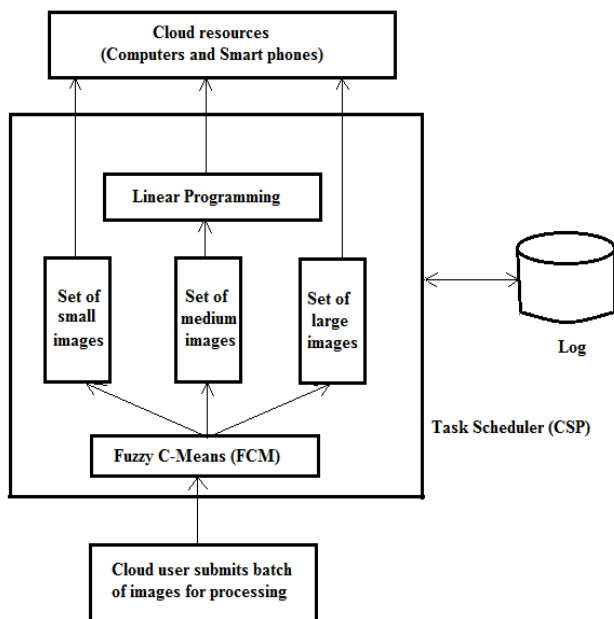 Cloud resources
(Computers and Smart phones)
Linear Programming
Set of
small
images
Set of
medium
images
Set of
large
images
Log
Task Scheduler (CSP)
Fuzzy C-Means (FCM)
Cloud user submits batch
of images for processing